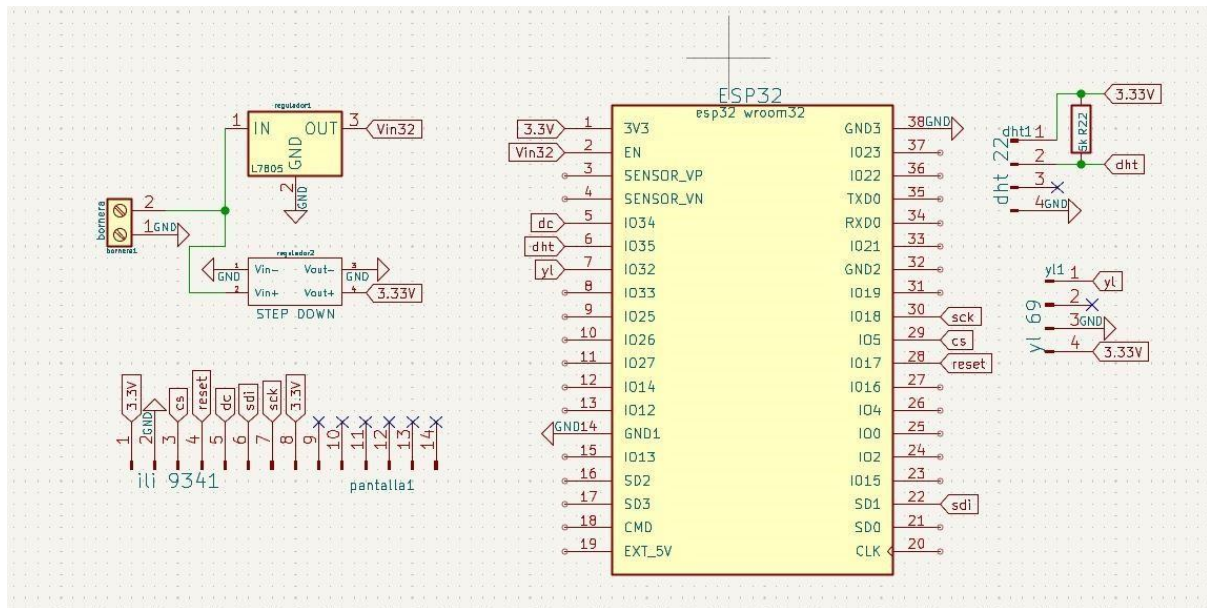 regulador1
1 IN OUT 3 Vin32
GND
L7805
2 GND
bornera
2
1 GND
bornera1
regulador2
GND 1 Vin- Vout- 3 GND
2 Vin+ Vout+ 4 3.33V
STEP DOWN
3.3V GND cs reset dc sdi sck 3.3V
1 2 3 4 5 6 7 8 9 10 11 12 13 14
ili 9341 pantalla1
ESP32
esp32 wroom32
3.3V 1 3V3 GND3 38 GND
Vin32 2 EN IO23 37
3 SENSOR_VP IO22 36
4 SENSOR_VN TXD0 35
dc 5 IO34 RXD0 34
dht 6 IO35 IO21 33
yl 7 IO32 GND2 32
8 IO33 IO19 31
9 IO25 IO18 30 sck
10 IO26 IO5 29 cs
11 IO27 IO17 28 reset
12 IO14 IO16 27
13 IO12 IO4 26
GND 14 GND1 IO0 25
15 IO13 IO2 24
16 SD2 IO15 23
17 SD3 SD1 22 sdi
18 CMD SD0 21
19 EXT_5V CLK 20
3.33V
dht1 1
5k R22
dht 22
2 dht
3
4 GND
yl1 1 yl
yl 69
2
3 GND
4 3.33V